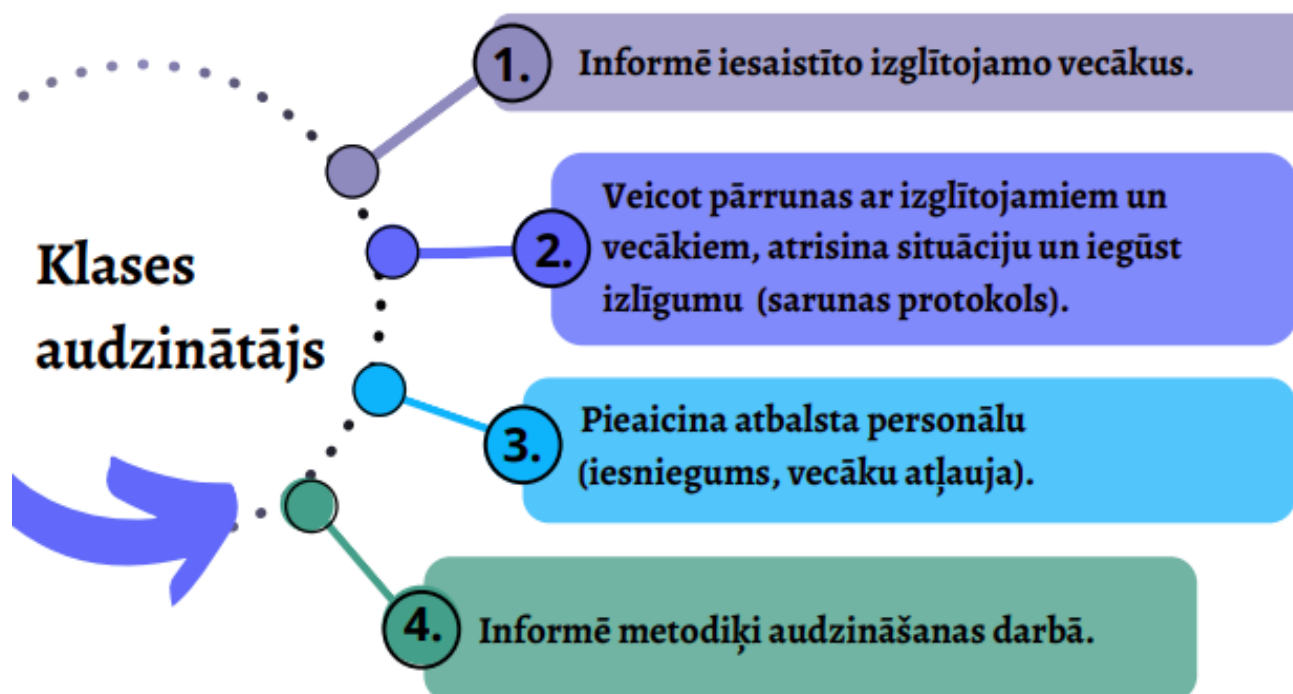 Klases
audzinātājs
1. Informē iesaistīto izglītojamo vecākus.
2. Veicot pārrunas ar izglītojamiem un
vecākiem, atrisina situāciju un iegūst
izlīgumu (sarunas protokols).
3. Pieaicina atbalsta personālu
(iesniegums, vecāku atļauja).
4. Informē metodiķi audzināšanas darbā.